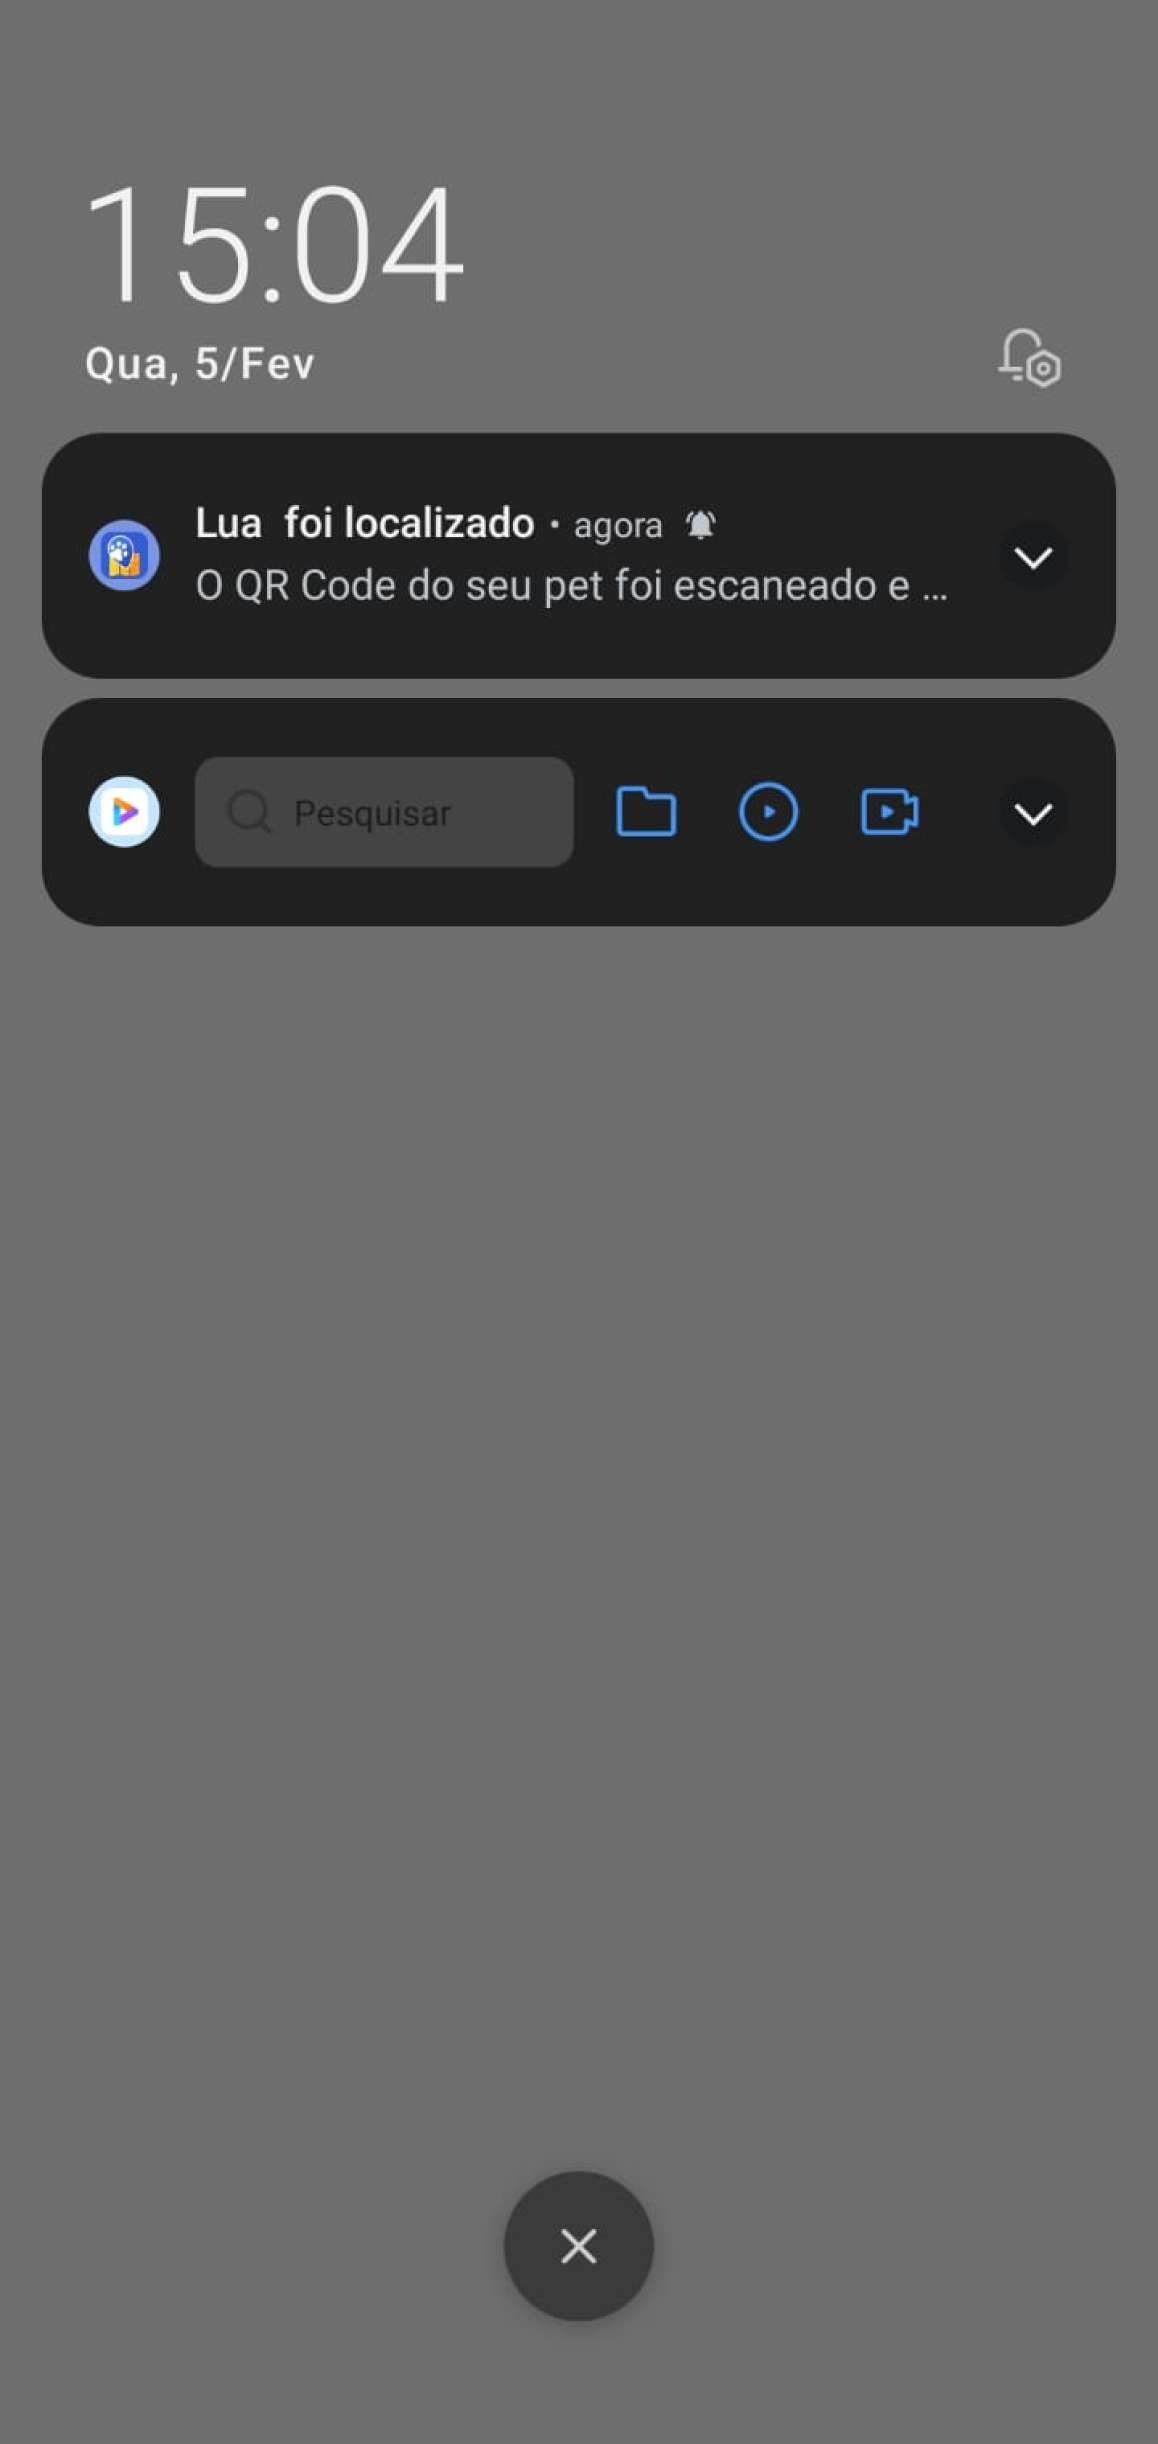 15:04
Qua, 5/Fev
Lua foi localizado • agora
O QR Code do seu pet foi escaneado e ...
Pesquisar